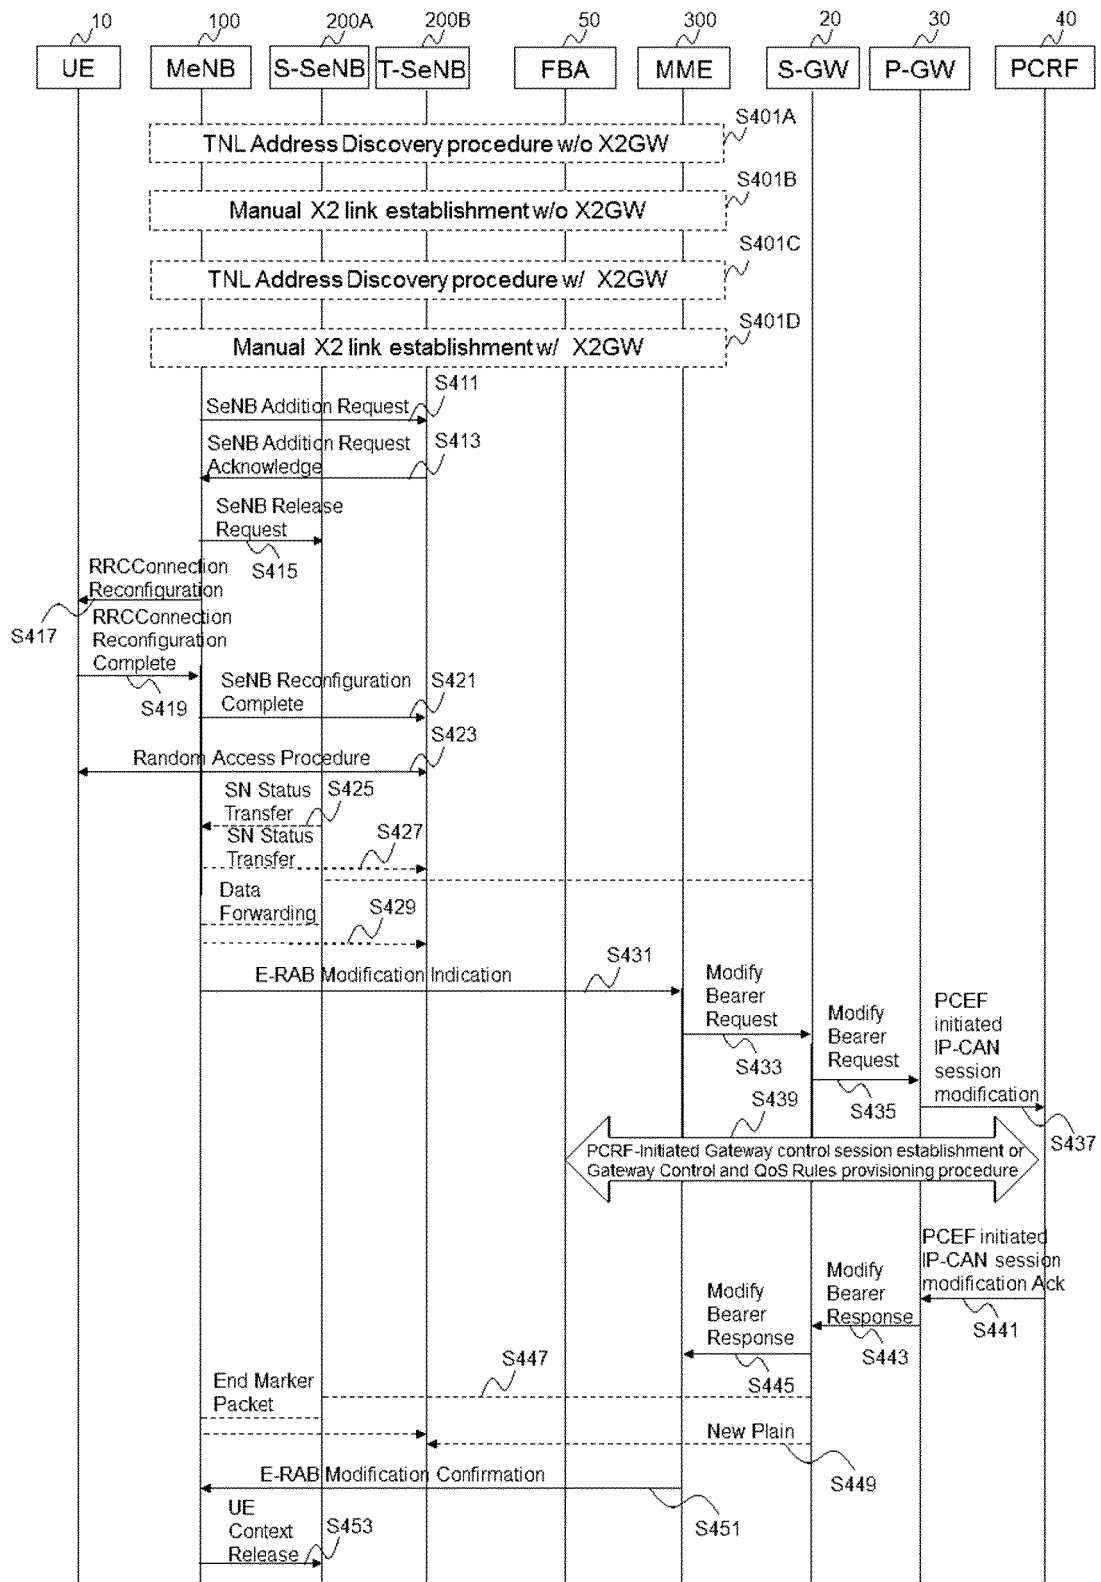 10
100
200A
200B
50
300
20
30
40
UE
MeNB
S-SeNB
T-SeNB
FBA
MME
S-GW
P-GW
PCRF
S401A
TNL Address Discovery procedure w/o X2GW
S401B
Manual X2 link establishment w/o X2GW
S401C
TNL Address Discovery procedure w/ X2GW
S401D
Manual X2 link establishment w/ X2GW
S411
SeNB Addition Request
S413
SeNB Addition Request
Acknowledge
SeNB Release
Request
S415
RRCConnection
Reconfiguration
S417
RRCConnection
Reconfiguration
Complete
S419
SeNB Reconfiguration
Complete
S421
S423
Random Access Procedure
SN Status
Transfer
S425
SN Status
Transfer
S427
Data
Forwarding
S429
E-RAB Modification Indication
S431
Modify
Bearer
Request
S433
Modify
Bearer
Request
S435
PCEF
initiated
IP-CAN
session
modification
S437
S439
PCRF-Initiated Gateway control session establishment or
Gateway Control and QoS Rules provisioning procedure
PCEF initiated
IP-CAN session
modification Ack
S441
Modify
Bearer
Response
S443
Modify
Bearer
Response
S445
S447
End Marker
Packet
New Plain
S449
E-RAB Modification Confirmation
S451
UE
Context
Release
S453